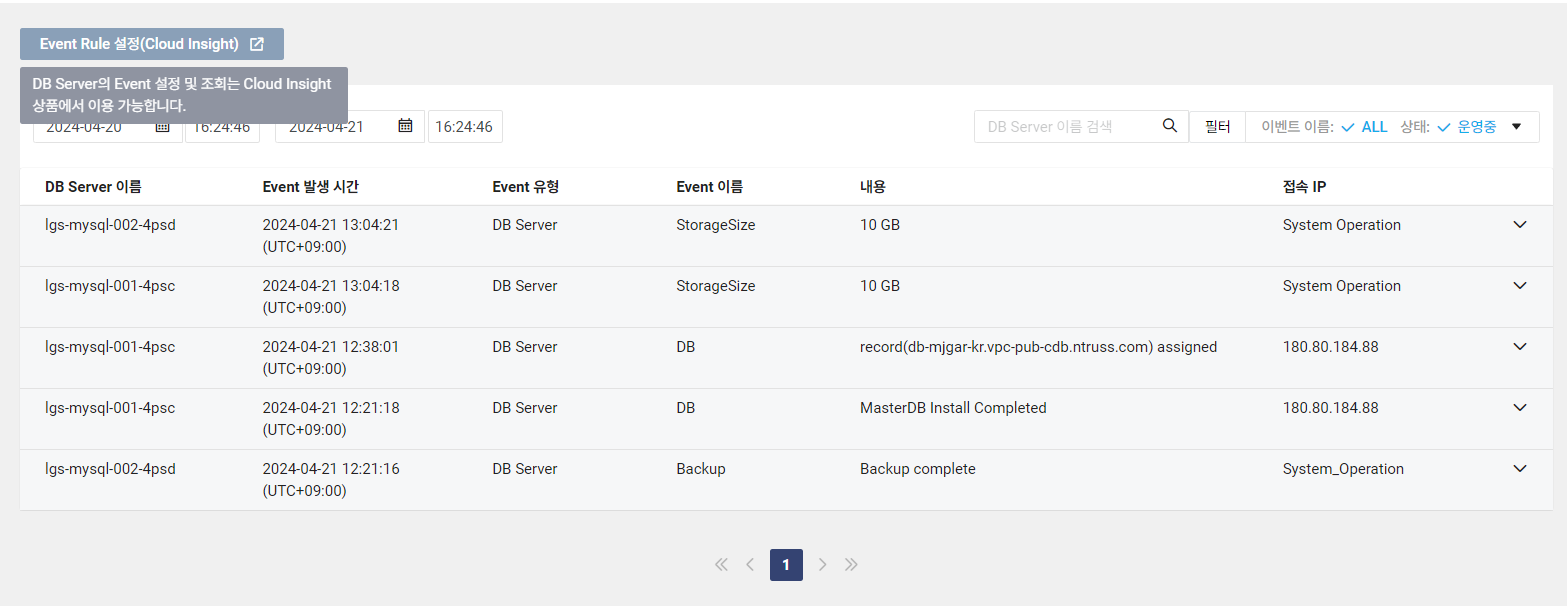 Event Rule 설정(Cloud Insight)
DB Server의 Event 설정 및 조회는 Cloud Insight
상품에서 이용 가능합니다.
2024-04-20 16:24:46 2024-04-21 16:24:46 DB Server 이름 검색 필터 이벤트 이름: ALL 상태: 운영중
DB Server 이름 Event 발생 시간 Event 유형 Event 이름 내용 접속 IP
lgs-mysql-002-4psd 2024-04-21 13:04:21 DB Server StorageSize 10 GB System Operation
(UTC+09:00)
lgs-mysql-001-4psc 2024-04-21 13:04:18 DB Server StorageSize 10 GB System Operation
(UTC+09:00)
lgs-mysql-001-4psc 2024-04-21 12:38:01 DB Server DB record(db-mjgar-kr.vpc-pub-cdb.ntruss.com) assigned 180.80.184.88
(UTC+09:00)
lgs-mysql-001-4psc 2024-04-21 12:21:18 DB Server DB MasterDB Install Completed 180.80.184.88
(UTC+09:00)
lgs-mysql-002-4psd 2024-04-21 12:21:16 DB Server Backup Backup complete System_Operation
(UTC+09:00)
1